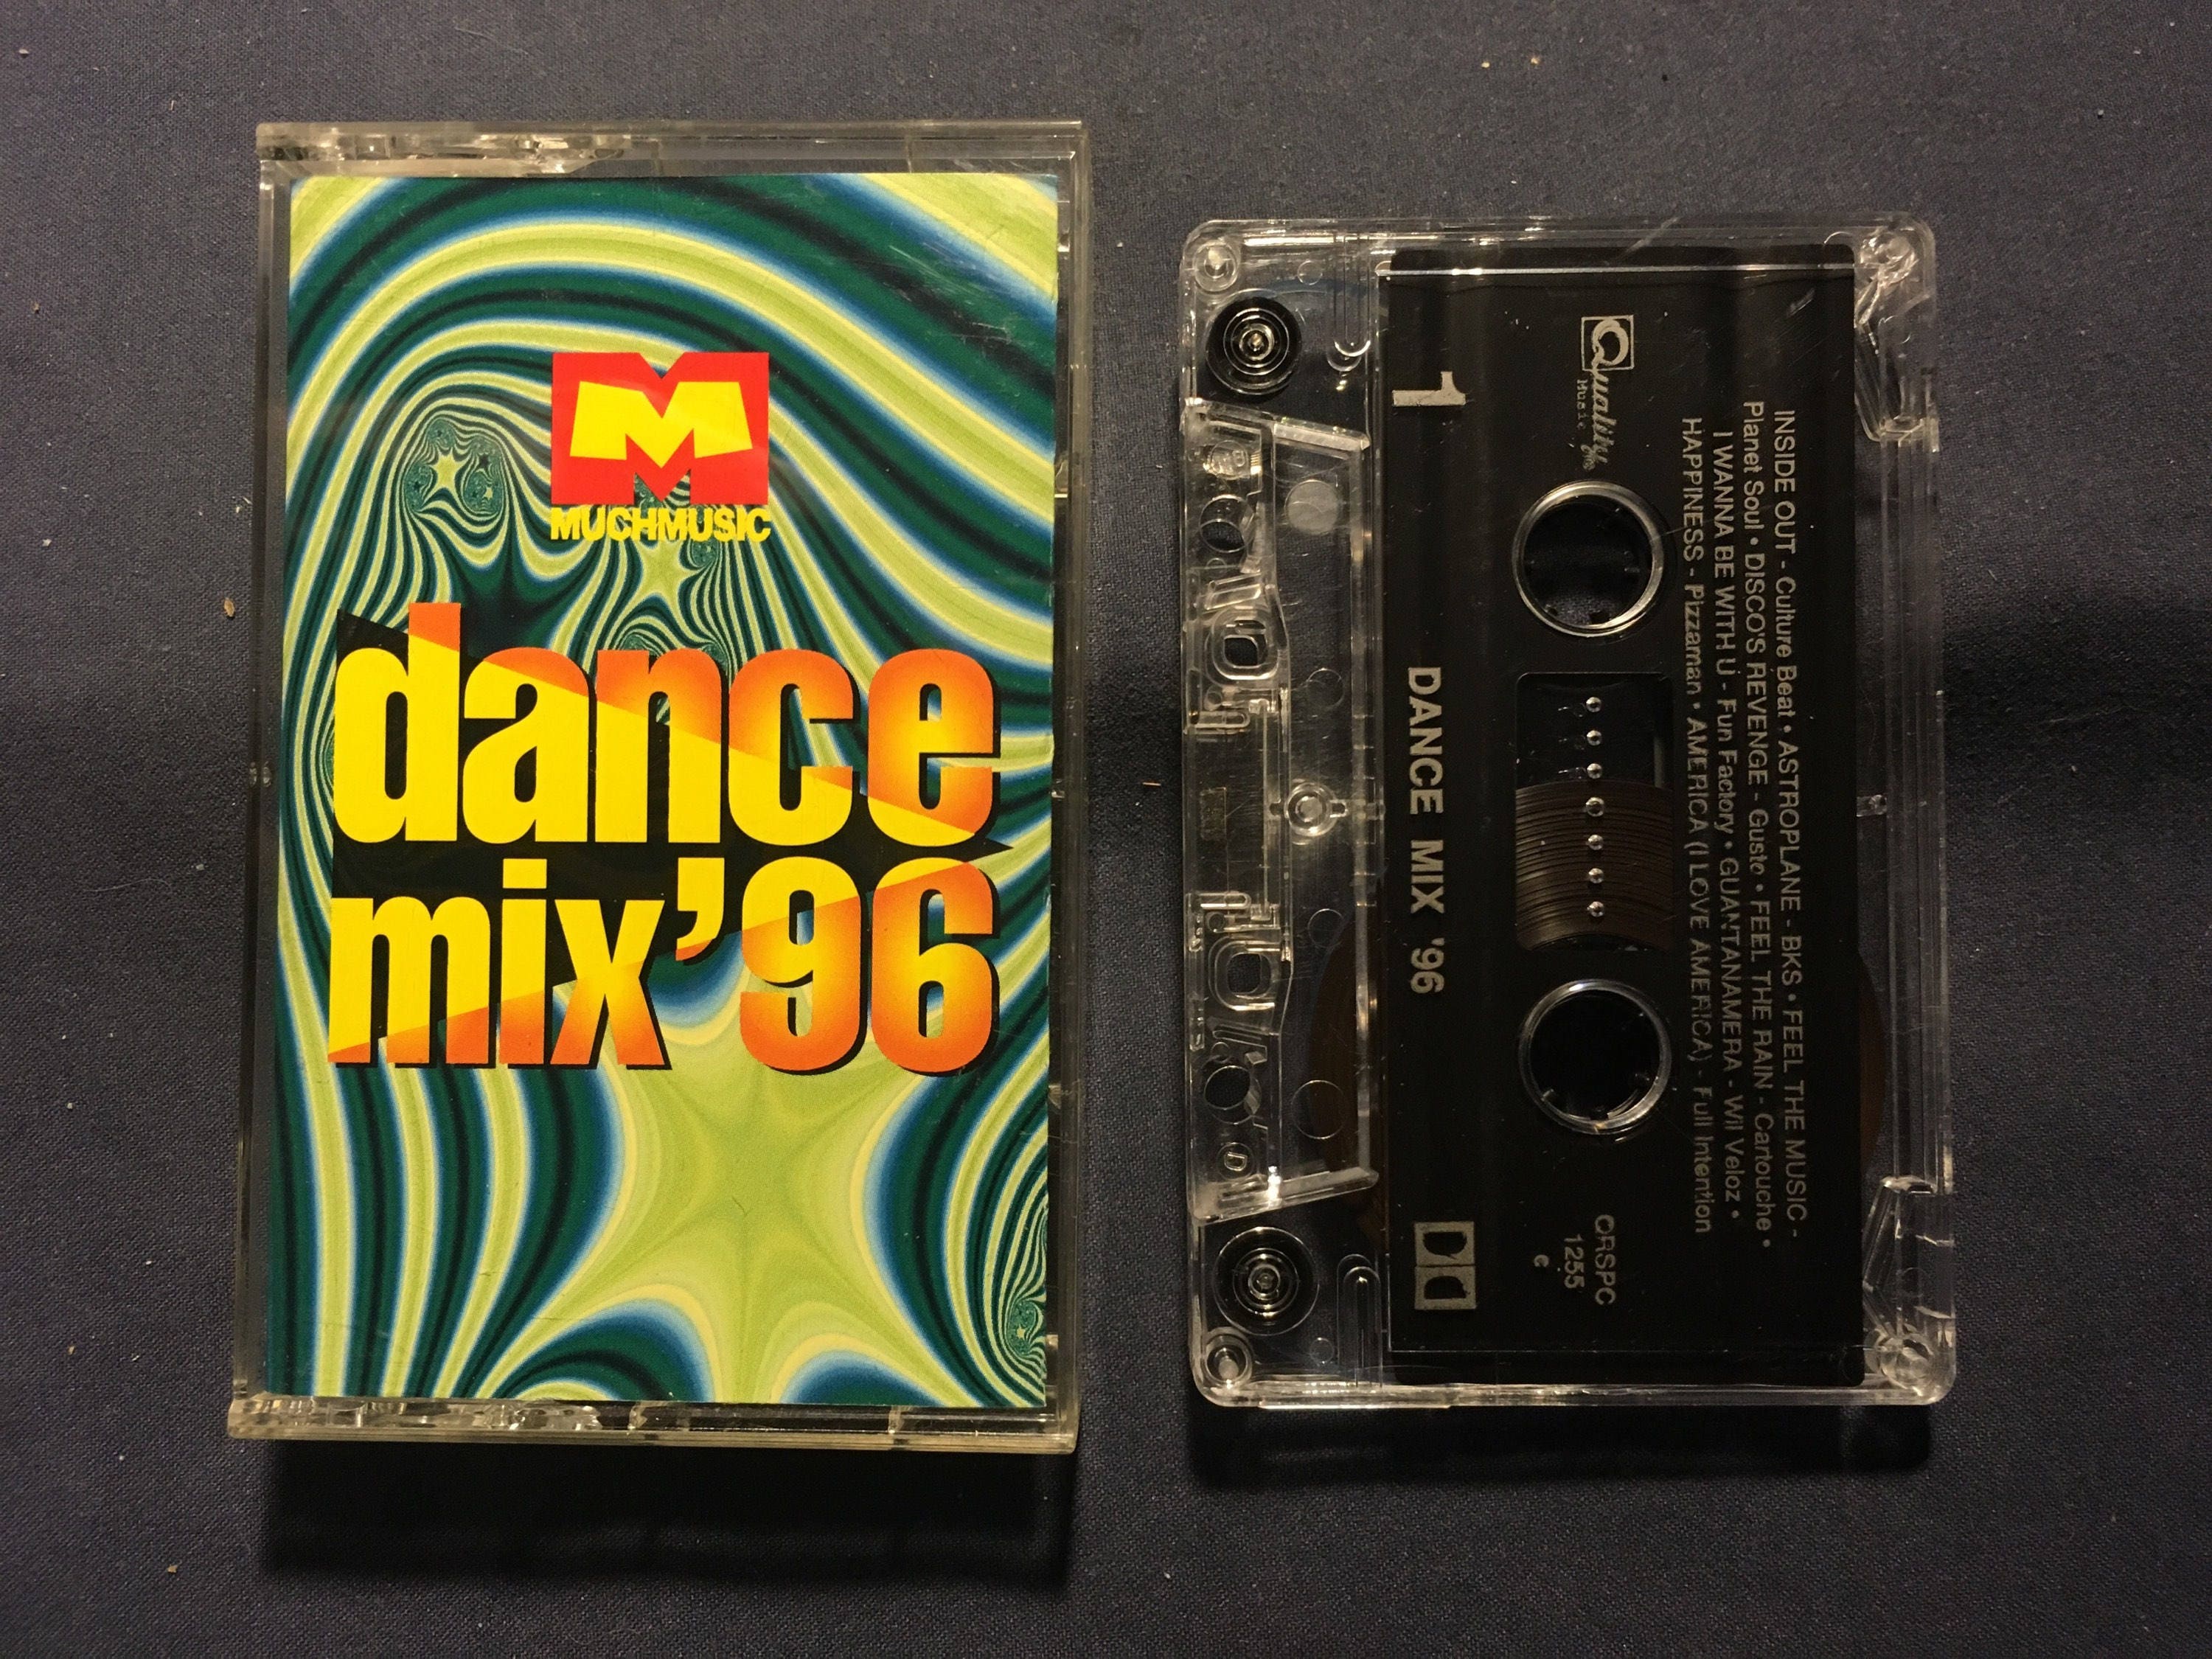 M
MUCHMUSIC
dance
mix '96
Quality
Music
1
INSIDE OUT - Culture Beat • ASTROPLANE - BKS • FEEL THE MUSIC -
Planet Soul • DISCO'S REVENGE - Gusto • FEEL THE RAIN - Cartouche •
I WANNA BE WITH U - Fun Factory • GUANTANAMERA - Wil Veloz •
HAPPINESS - Pizzaman • AMERICA (I LOVE AMERICA) - Full Intention
QRSPC
1255
DANCE MIX '96